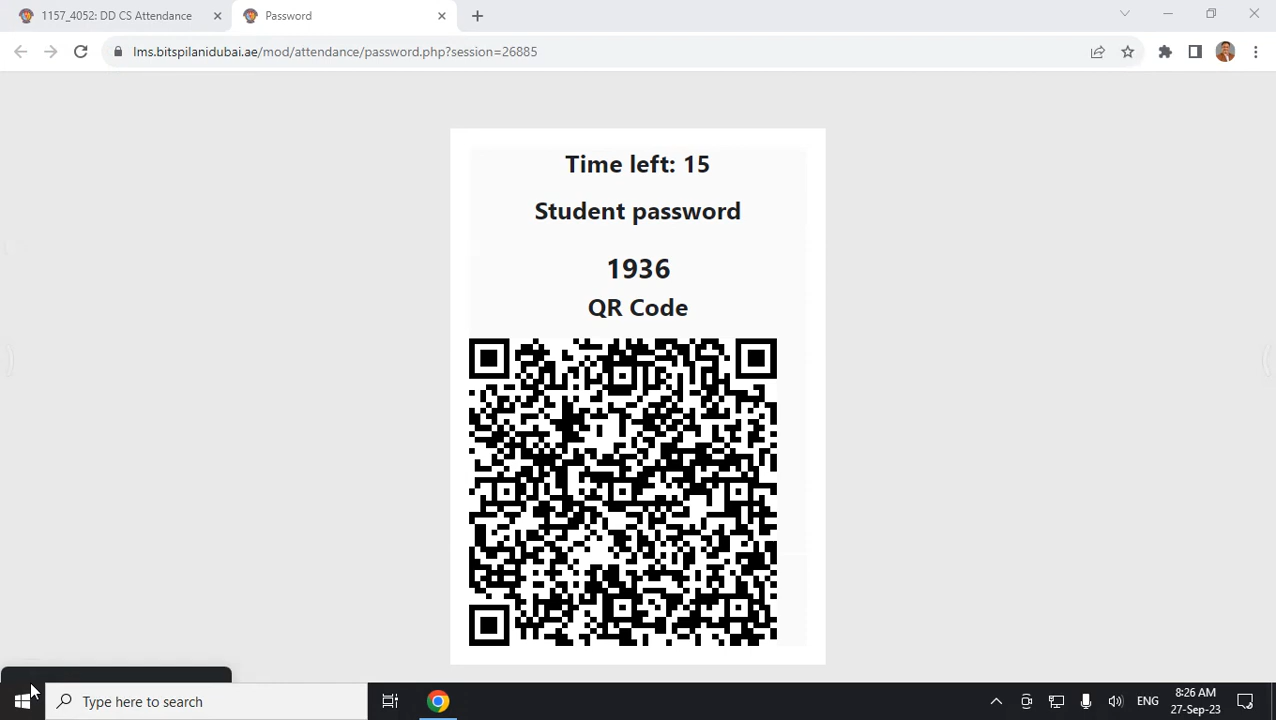 1157_4052: DD CS Attendance
Password
lms.bitspilanidubai.ae/mod/attendance/password.php?session=26885
Time left: 15
Student password
1936
QR Code
Type here to search
ENG
8:26 AM
27-Sep-23